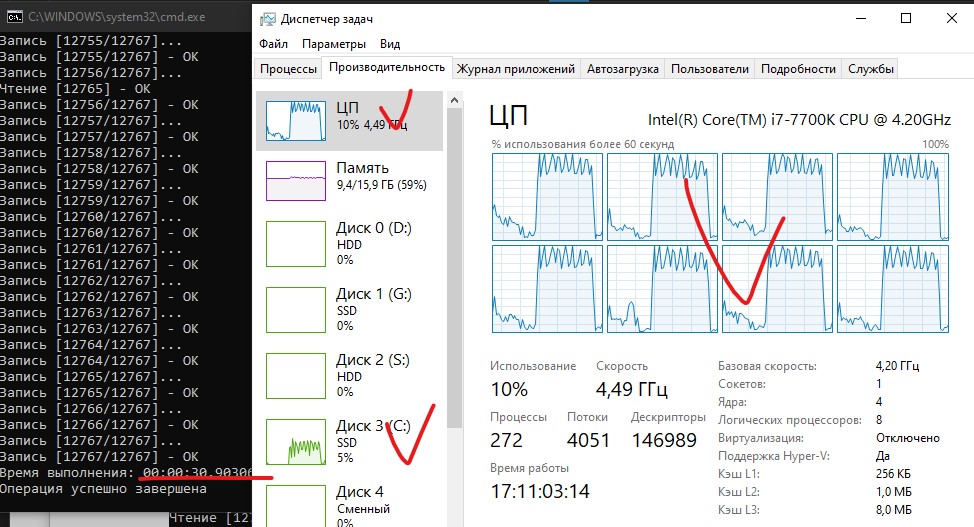 C:\WINDOWS\system32\cmd.exe
Запись [12755/12767]...
Запись [12755/12767] - OK
Запись [12756/12767]...
Чтение [12765] - OK
Запись [12756/12767] - OK
Запись [12757/12767]...
Запись [12757/12767] - OK
Запись [12758/12767]...
Запись [12758/12767] - OK
Запись [12759/12767]...
Запись [12759/12767] - OK
Запись [12760/12767]...
Запись [12760/12767] - OK
Запись [12761/12767]...
Запись [12761/12767] - OK
Запись [12762/12767]...
Запись [12762/12767] - OK
Запись [12763/12767]...
Запись [12763/12767] - OK
Запись [12764/12767]...
Запись [12764/12767] - OK
Запись [12765/12767]...
Запись [12765/12767] - OK
Запись [12766/12767]...
Запись [12766/12767] - OK
Запись [12767/12767]...
Запись [12767/12767] - OK
Время выполнения: 00:00:30.90306
Операция успешно завершена
Чтение [127
Диспетчер задач
Файл Параметры Вид
Процессы Производительность Журнал приложений Автозагрузка Пользователи Подробности Службы
ЦП
10% 4,49 ГГц
Память
9,4/15,9 ГБ (59%)
Диск 0 (D:)
HDD
0%
Диск 1 (G:)
SSD
0%
Диск 2 (S:)
HDD
0%
Диск 3 (C:)
SSD
5%
Диск 4
Сменный
0%
ЦП
Intel(R) Core(TM) i7-7700K CPU @ 4.20GHz
% использования более 60 секунд 100%
Использование Скорость
10% 4,49 ГГц
Процессы Потоки Дескрипторы
272 4051 146989
Время работы
17:11:03:14
Базовая скорость: 4,20 ГГц
Сокетов: 1
Ядра: 4
Логических процессоров: 8
Виртуализация: Отключено
Поддержка Hyper-V: Да
Кэш L1: 256 КБ
Кэш L2: 1,0 МБ
Кэш L3: 8,0 МБ